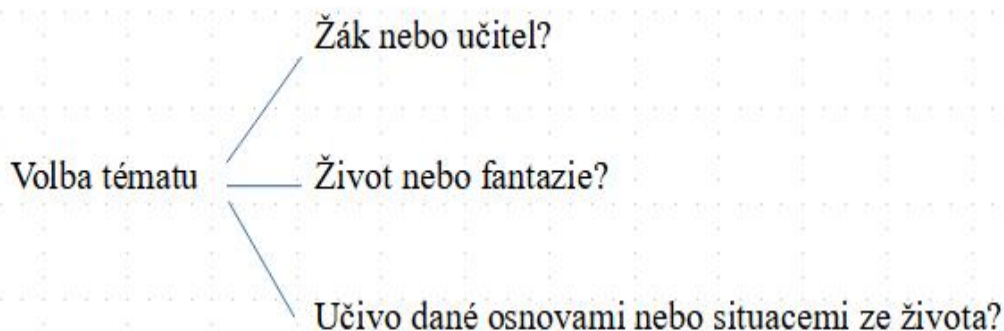 Žák nebo učitel?
Volba tématu
Život nebo fantazie?
Učivo dané osnovami nebo situacemi ze života?